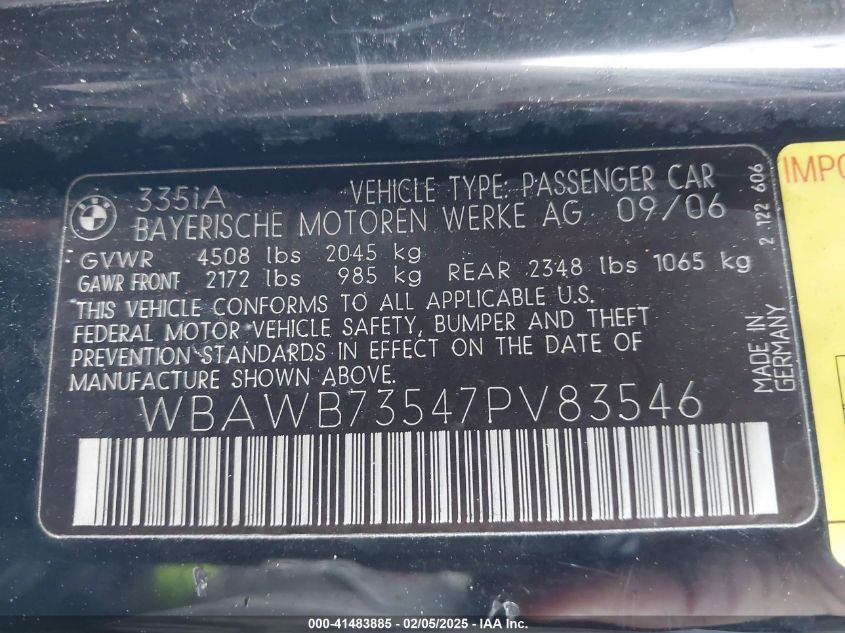 335iA VEHICLE TYPE: PASSENGER CAR
BAYERISCHE MOTOREN WERKE AG 09/06
GVWR 4508 lbs 2045 kg
GAWR FRONT 2172 lbs 985 kg REAR 2348 lbs 1065 kg
THIS VEHICLE CONFORMS TO ALL APPLICABLE U.S.
FEDERAL MOTOR VEHICLE SAFETY, BUMPER AND THEFT
PREVENTION STANDARDS IN EFFECT ON THE DATE OF
MANUFACTURE SHOWN ABOVE.
WBAWB73547PV83546
2 122 606
MADE IN
GERMANY
BMW
000-41483885 - 02/05/2025 - IAA Inc.